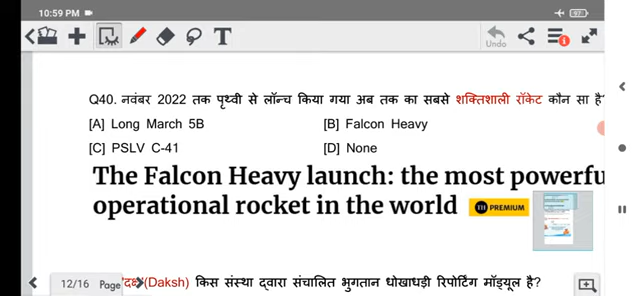 10:59 PM
97
Undo
Q40. नवंबर 2022 तक पृथ्वी से लॉन्च किया गया अब तक का सबसे शक्तिशाली रॉकेट कौन सा है
[A] Long March 5B [B] Falcon Heavy
[C] PSLV C-41 [D] None
The Falcon Heavy launch: the most powerfu
operational rocket in the world PREMIUM
12/16 Page
'दक्ष'(Daksh) किस संस्था द्वारा संचालित भुगतान धोखाधड़ी रिपोर्टिंग मॉड्यूल है?